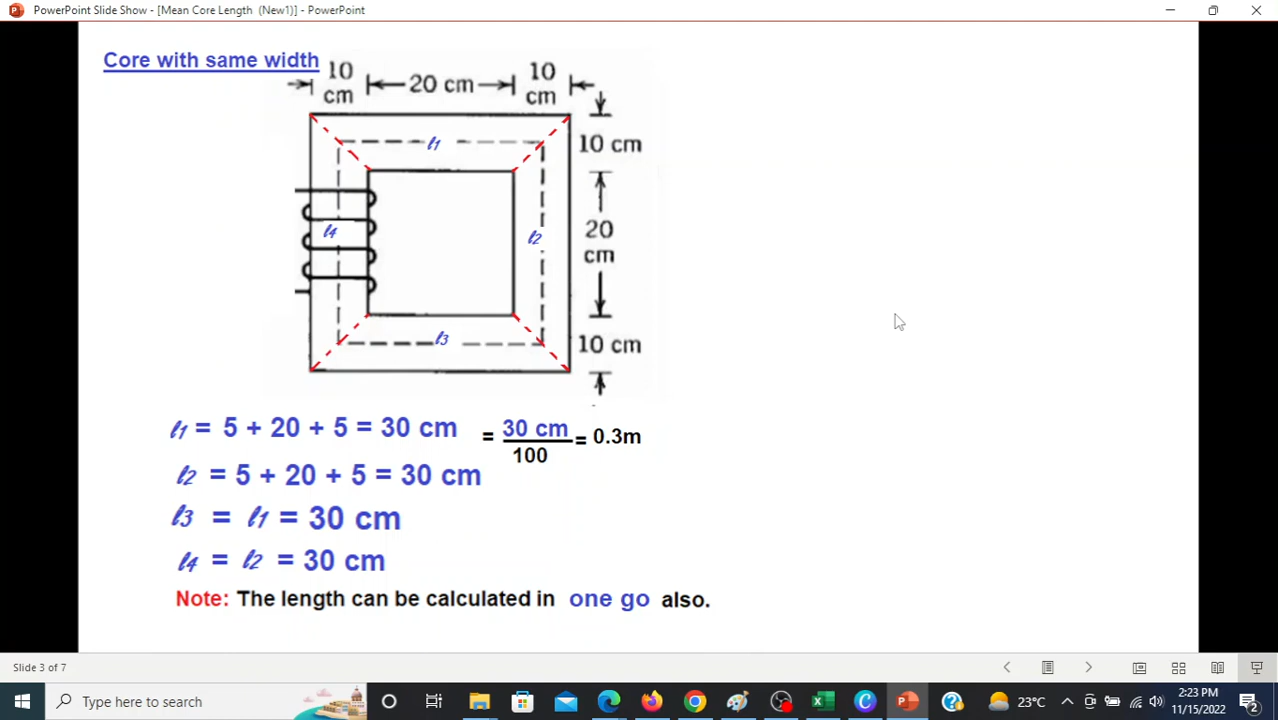 PowerPoint Slide Show - [Mean Core Length (New1)] - PowerPoint
Core with same width
10 cm
20 cm
10 cm
10 cm
20 cm
10 cm
ℓ1
ℓ4
ℓ2
ℓ3
ℓ1 = 5 + 20 + 5 = 30 cm = 30 cm / 100 = 0.3m
ℓ2 = 5 + 20 + 5 = 30 cm
ℓ3 = ℓ1 = 30 cm
ℓ4 = ℓ2 = 30 cm
Note: The length can be calculated in one go also.
Slide 3 of 7
Type here to search
23°C
2:23 PM
11/15/2022
2